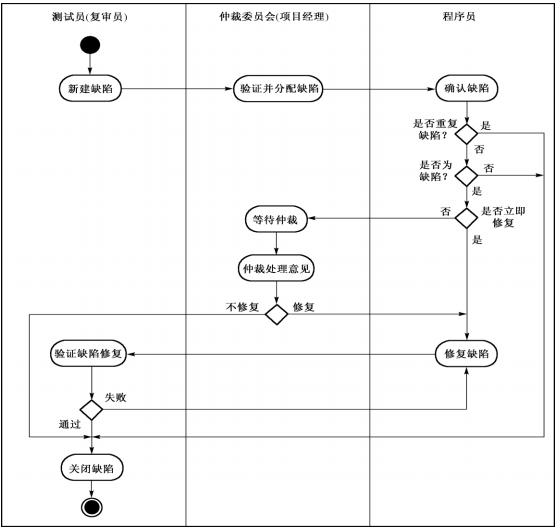 测试员(复审员)
仲裁委员会(项目经理)
程序员
新建缺陷
验证并分配缺陷
确认缺陷
是否重复
缺陷?
是
否
是否为
缺陷?
否
是
否
是否立即
修复
是
等待仲裁
仲裁处理意见
不修复
修复
验证缺陷修复
修复缺陷
失败
通过
关闭缺陷